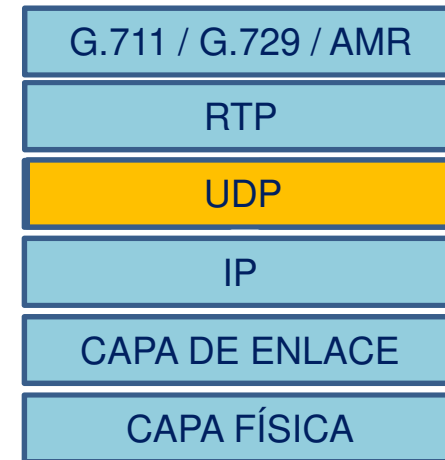 G.711 / G.729 / AMR
RTP
UDP
IP
CAPA DE ENLACE
CAPA FÍSICA